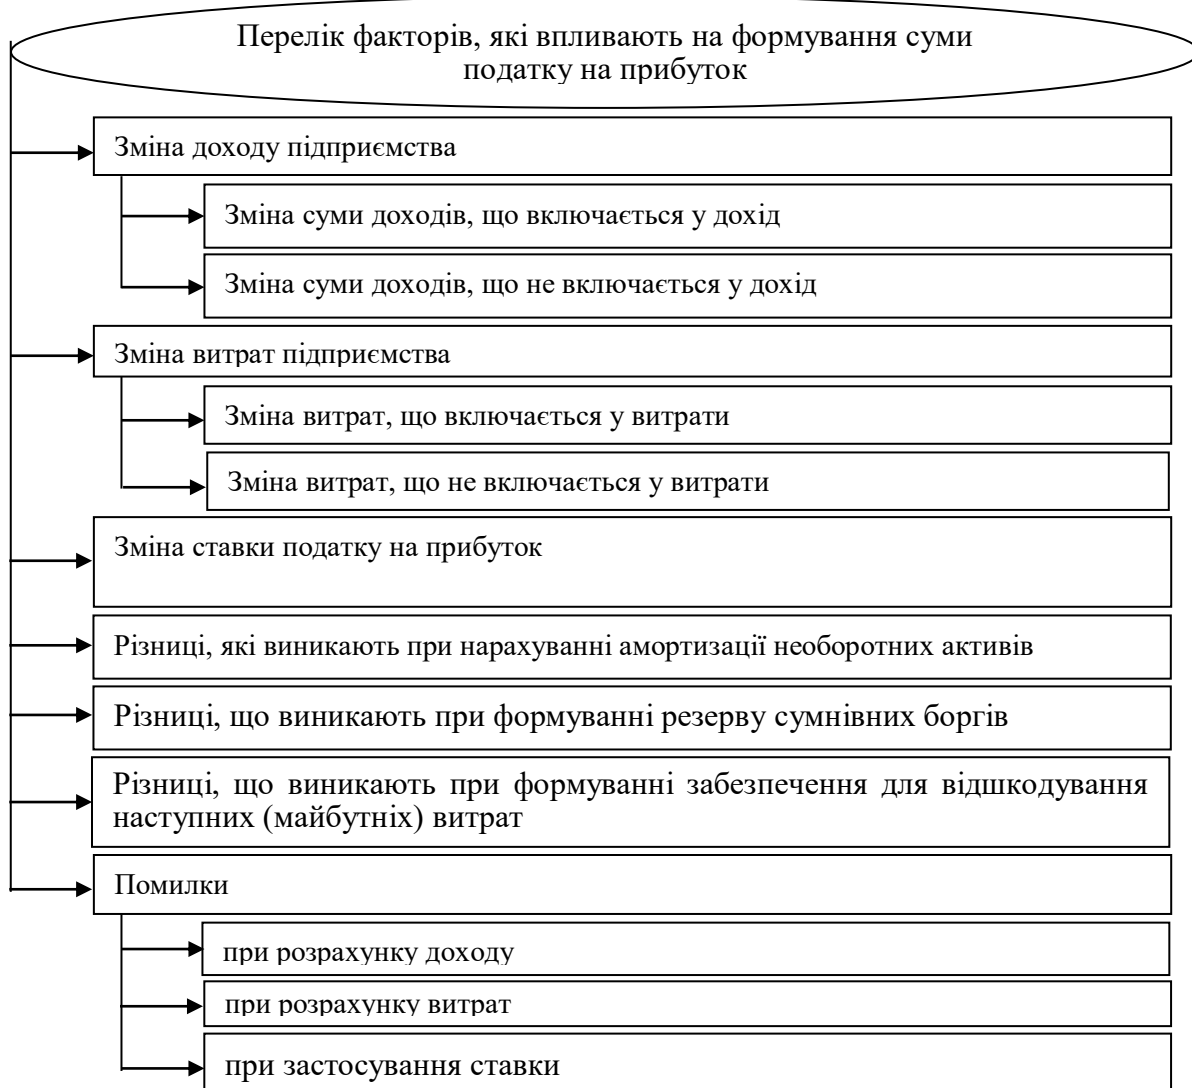 Перелік факторів, які впливають на формування суми
податку на прибуток
Зміна доходу підприємства
Зміна суми доходів, що включається у дохід
Зміна суми доходів, що не включається у дохід
Зміна витрат підприємства
Зміна витрат, що включається у витрати
Зміна витрат, що не включається у витрати
Зміна ставки податку на прибуток
Різниці, які виникають при нарахуванні амортизації необоротних активів
Різниці, що виникають при формуванні резерву сумнівних боргів
Різниці, що виникають при формуванні забезпечення для відшкодування
наступних (майбутніх) витрат
Помилки
при розрахунку доходу
при розрахунку витрат
при застосування ставки